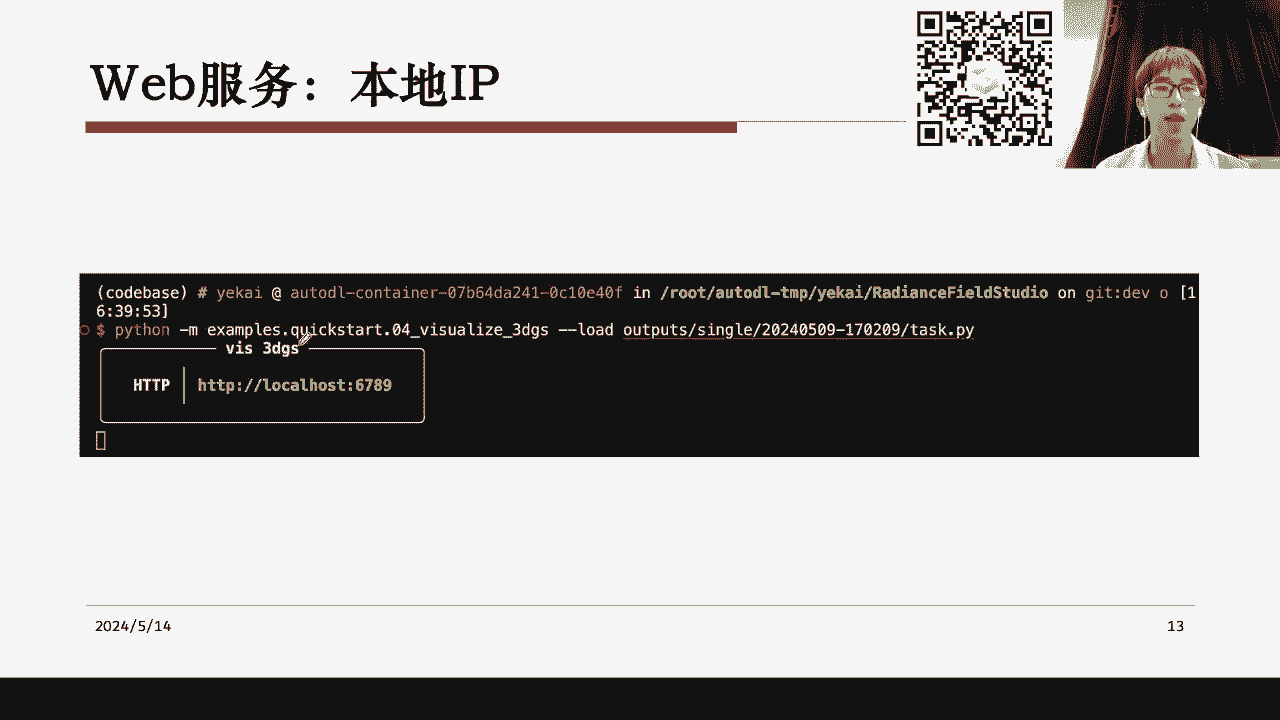 Web服务：本地IP
(codebase) # yekai @ autodl-container-07b64da241-0c10e40f in /root/autodl-tmp/yekai/RadianceFieldStudio on git:dev o [1
6:39:53]
$ python -m examples.quickstart.04_visualize_3dgs --load outputs/single/20240509-170209/task.py
vis 3dgs
HTTP http://localhost:6789
2024/5/14
13